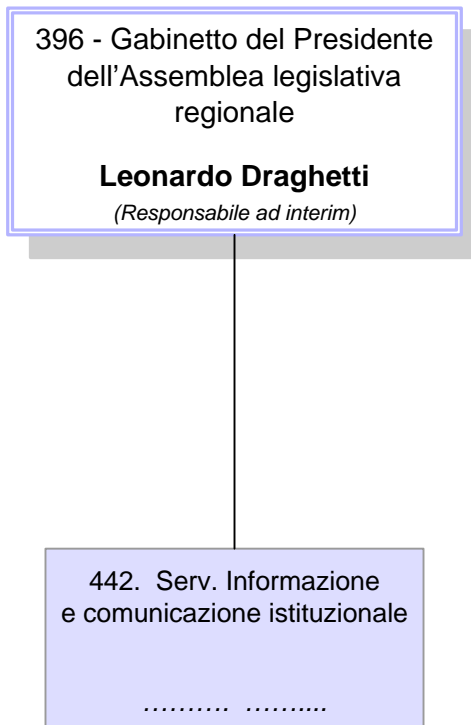 396 - Gabinetto del Presidente
dell'Assemblea legislativa
regionale
Leonardo Draghetti
(Responsabile ad interim)
442.  Serv. Informazione
e comunicazione istituzionale
………. ……....